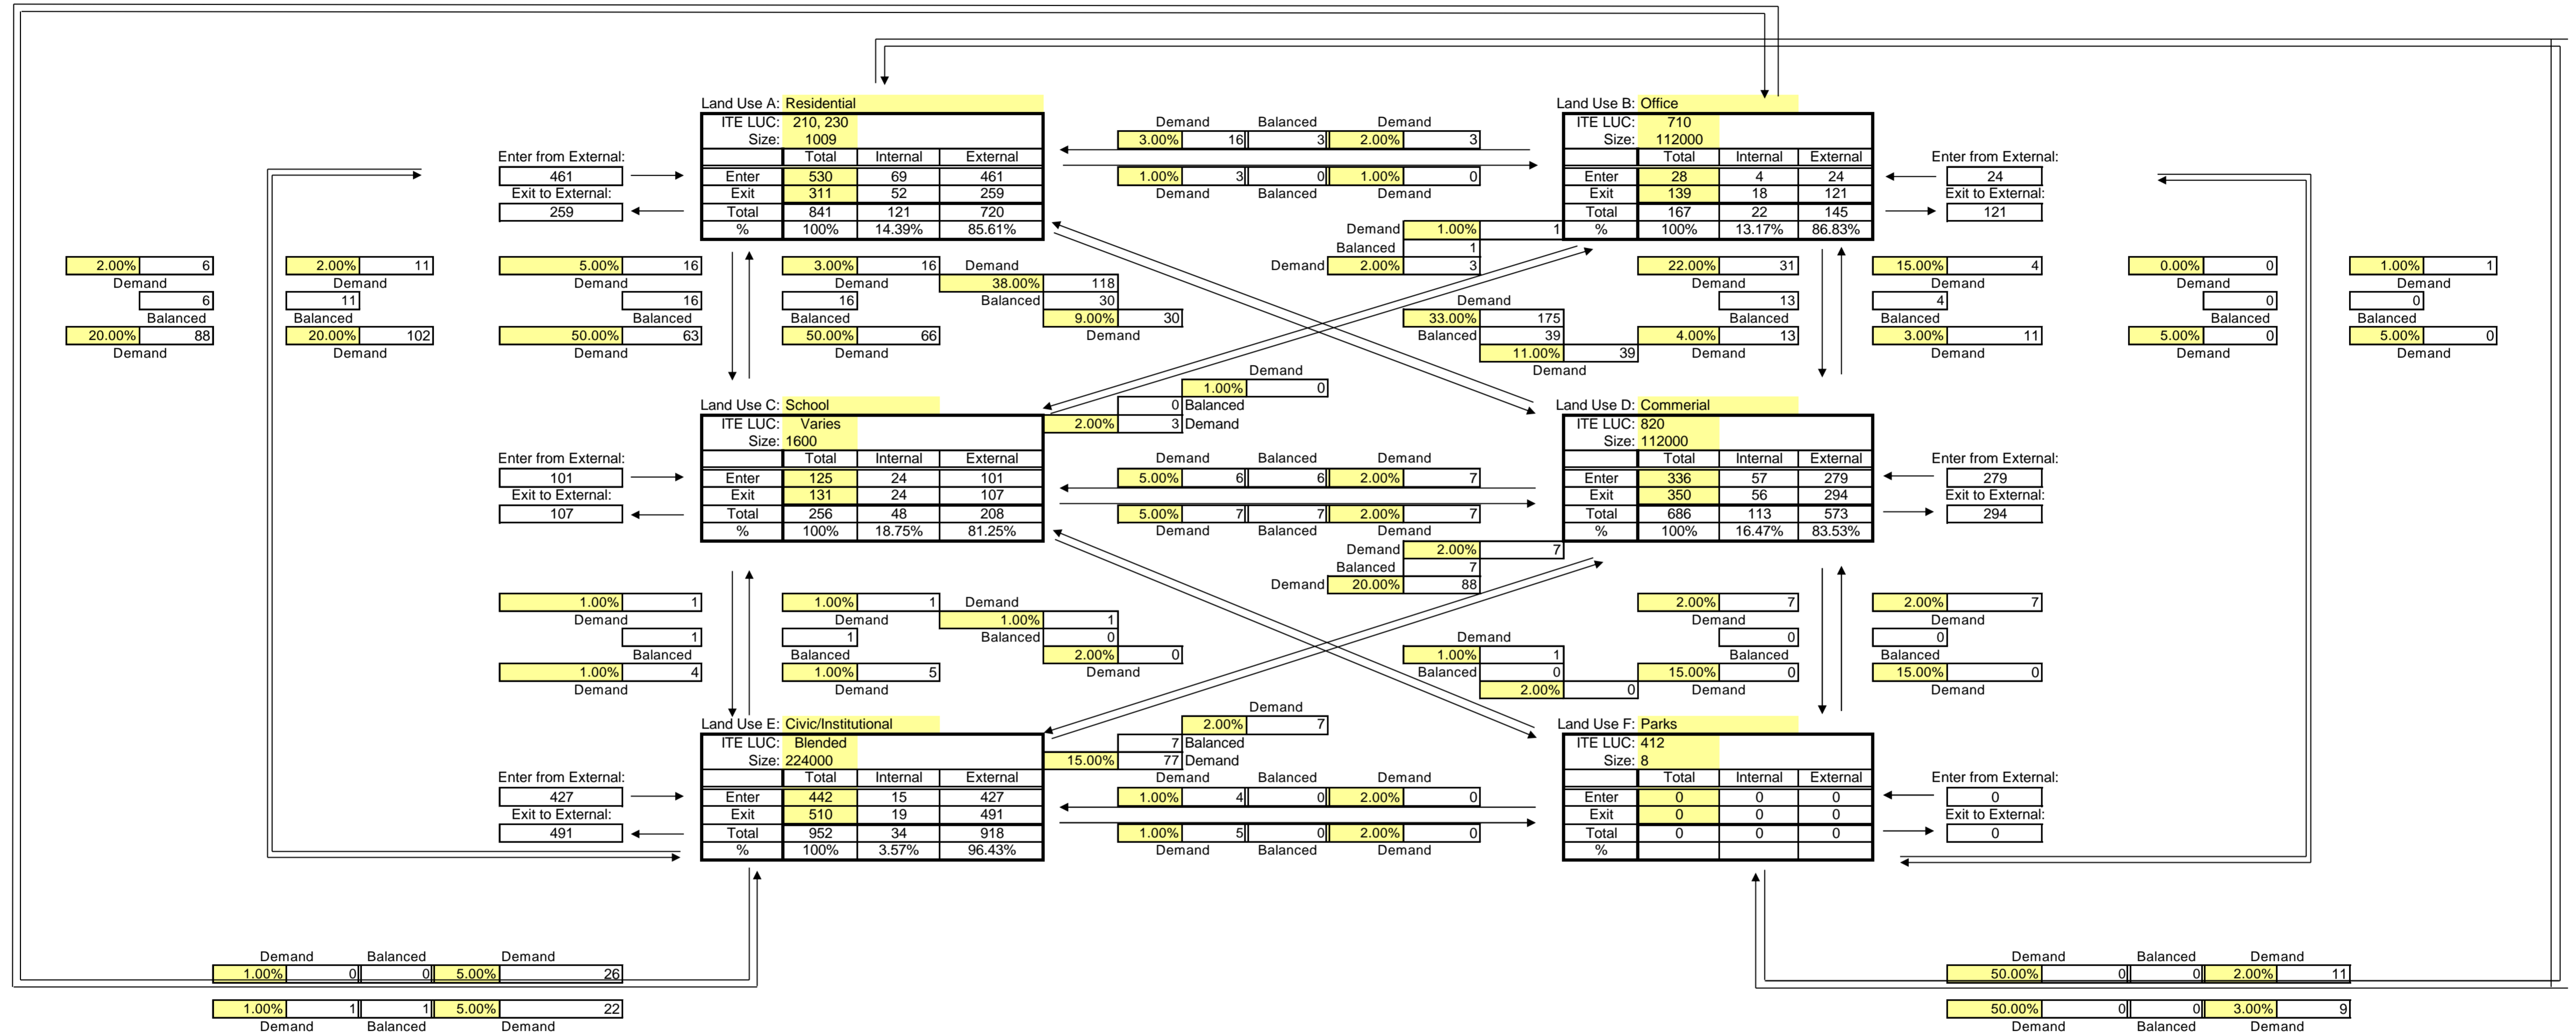 Land Use A: Residential
Land Use B: Office
ITE LUC: 210, 230
Demand Balanced Demand
ITE LUC: 710
Size: 1009
3.00% 16 3 2.00% 3
Size: 112000
Enter from External:
Total Internal External
Total Internal External
Enter from External:
461
Enter 530 69 461
1.00% 3 0 1.00% 0
Enter 28 4 24
24
Exit to External:
Exit 311 52 259
Demand Balanced Demand
Exit 139 18 121
Exit to External:
259
Total 841 121 720
Total 167 22 145
121
% 100% 14.39% 85.61%
Demand 1.00% 1
% 100% 13.17% 86.83%
Balanced 1
Demand 2.00% 3
2.00% 6
2.00% 11
5.00% 16
3.00% 16
Demand
22.00% 31
15.00% 4
0.00% 0
1.00% 1
Demand
Demand
Demand
Demand
38.00% 118
Demand
Demand
Demand
Demand
6
11
16
16
Balanced 30
Demand
13
4
0
0
Balanced
Balanced
Balanced
Balanced
9.00% 30
33.00% 175
Balanced
Balanced
Balanced
Balanced
20.00% 88
20.00% 102
50.00% 63
50.00% 66
Demand
Balanced 39
4.00% 13
3.00% 11
5.00% 0
5.00% 0
Demand
Demand
Demand
Demand
11.00% 39
Demand
Demand
Demand
Demand
Demand
Demand
1.00% 0
Land Use C: School
0 Balanced
Land Use D: Commerial
ITE LUC: Varies
2.00% 3 Demand
ITE LUC: 820
Size: 1600
Size: 112000
Enter from External:
Total Internal External
Demand Balanced Demand
Total Internal External
Enter from External:
101
Enter 125 24 101
5.00% 6 6 2.00% 7
Enter 336 57 279
279
Exit to External:
Exit 131 24 107
Exit 350 56 294
Exit to External:
107
Total 256 48 208
5.00% 7 7 2.00% 7
Total 686 113 573
294
% 100% 18.75% 81.25%
Demand Balanced Demand
% 100% 16.47% 83.53%
Demand 2.00% 7
Balanced 7
Demand 20.00% 88
1.00% 1
1.00% 1
Demand
2.00% 7
2.00% 7
Demand
Demand
1.00% 1
Demand
Demand
1
1
Balanced 0
Demand
0
0
Balanced
Balanced
2.00% 0
1.00% 1
Balanced
Balanced
1.00% 4
1.00% 5
Demand
Balanced 0
15.00% 0
15.00% 0
Demand
Demand
2.00% 0
Demand
Demand
Demand
2.00% 7
Land Use E: Civic/Institutional
7 Balanced
Land Use F: Parks
ITE LUC: Blended
15.00% 77 Demand
ITE LUC: 412
Size: 224000
Size: 8
Enter from External:
Total Internal External
Demand Balanced Demand
Total Internal External
Enter from External:
427
Enter 442 15 427
1.00% 4 0 2.00% 0
Enter 0 0 0
0
Exit to External:
Exit 510 19 491
Exit 0 0 0
Exit to External:
491
Total 952 34 918
1.00% 5 0 2.00% 0
Total 0 0 0
0
% 100% 3.57% 96.43%
Demand Balanced Demand
%
Demand Balanced Demand
Demand Balanced Demand
1.00% 0 0 5.00% 26
50.00% 0 0 2.00% 11
1.00% 1 1 5.00% 22
50.00% 0 0 3.00% 9
Demand Balanced Demand
Demand Balanced Demand